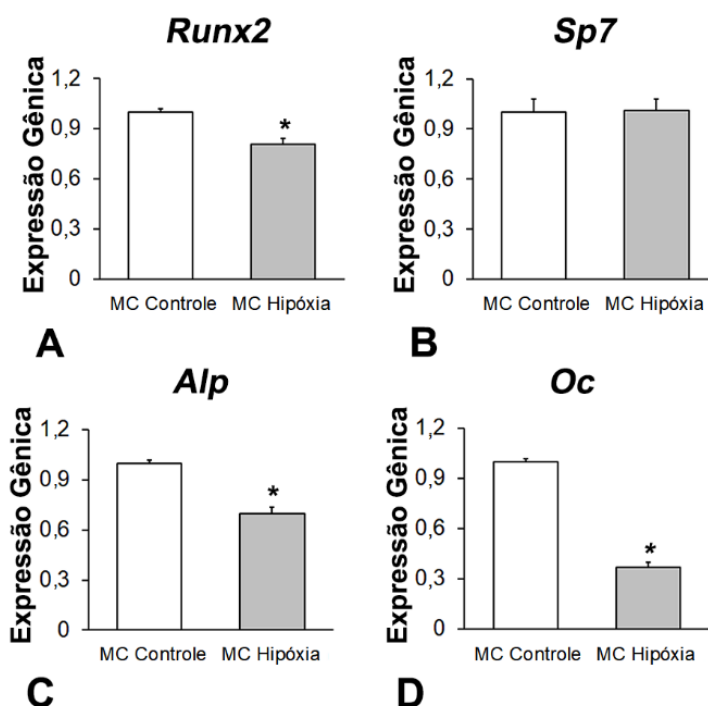 Runx2
Expressão Gênica
1,2
0,9
0,6
0,3
0
*
MC Controle MC Hipóxia
A
Sp7
Expressão Gênica
1,2
0,9
0,6
0,3
0
MC Controle MC Hipóxia
B
Alp
Expressão Gênica
1,2
0,9
0,6
0,3
0
*
MC Controle MC Hipóxia
C
Oc
Expressão Gênica
1,2
0,9
0,6
0,3
0
*
MC Controle MC Hipóxia
D